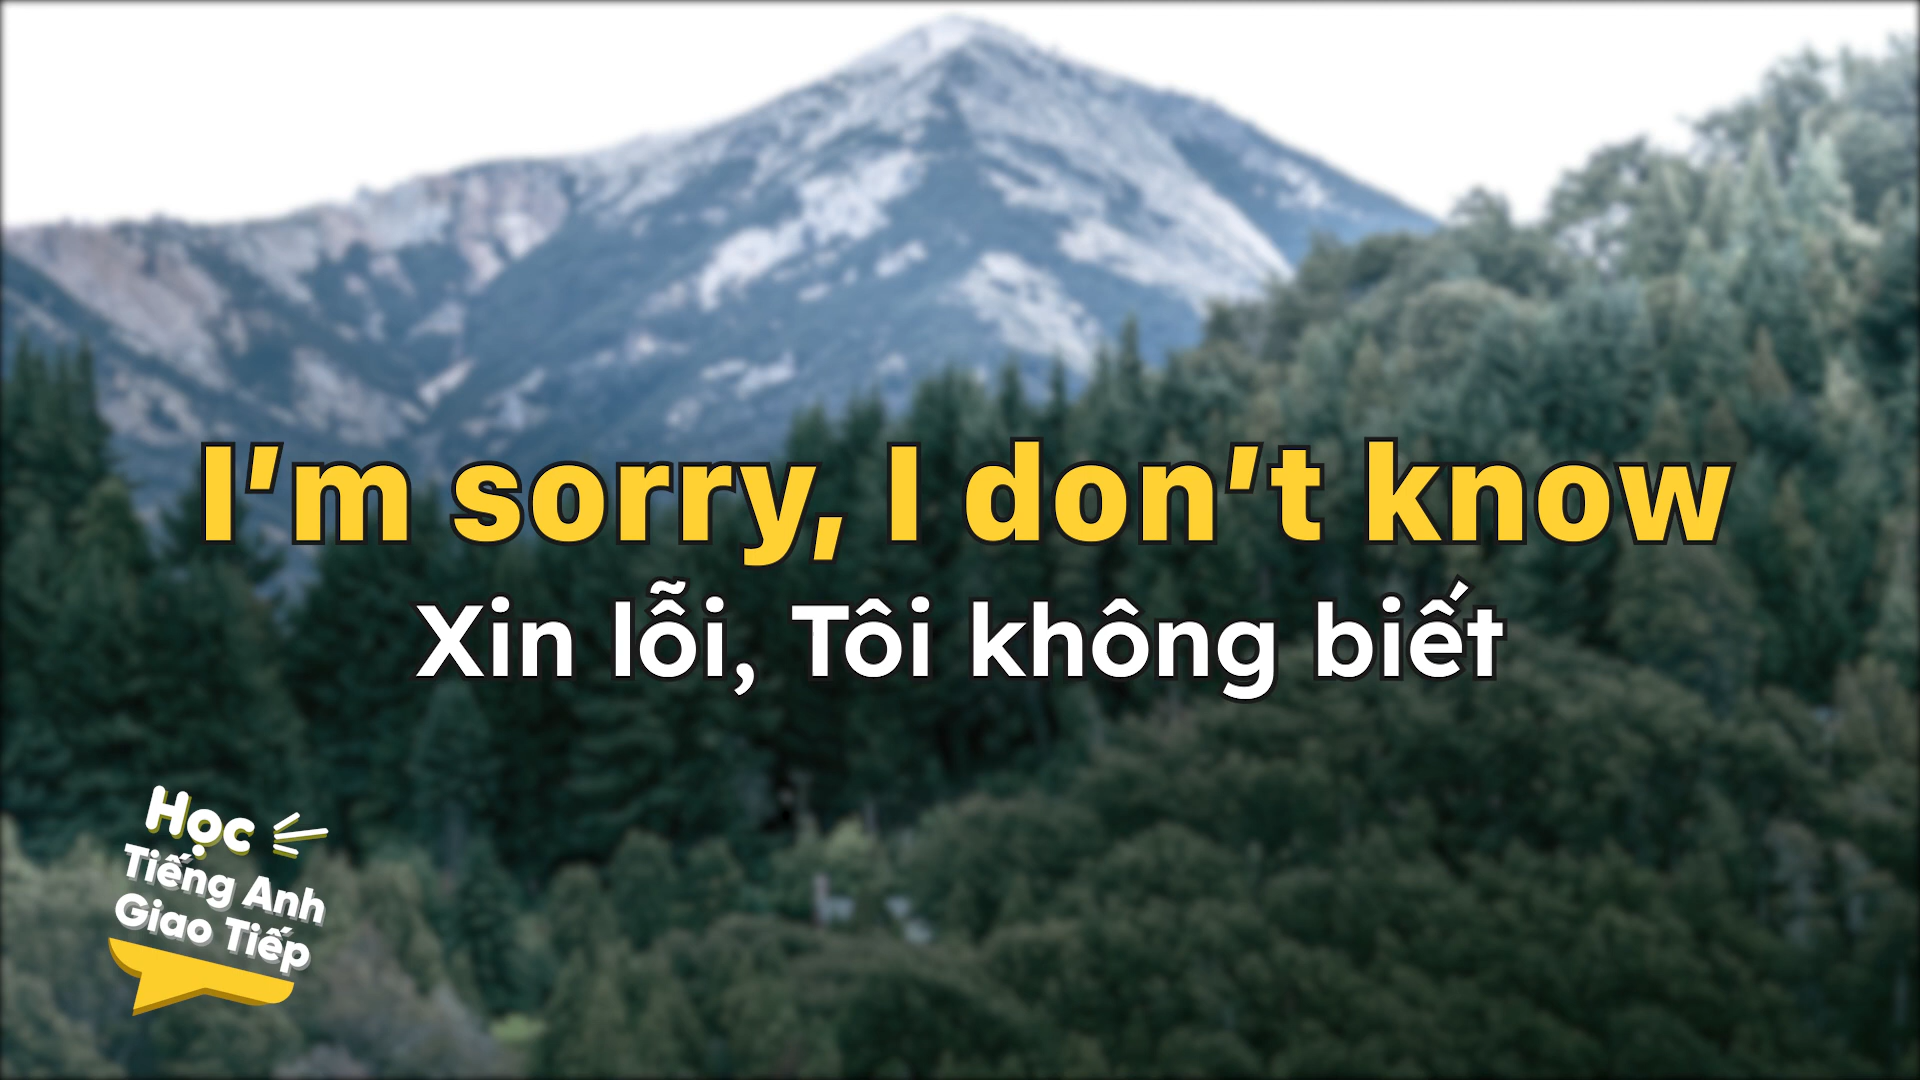 I’m sorry, I don’t know
Xin lỗi, Tôi không biết
Học
Tiếng Anh
Giao Tiếp